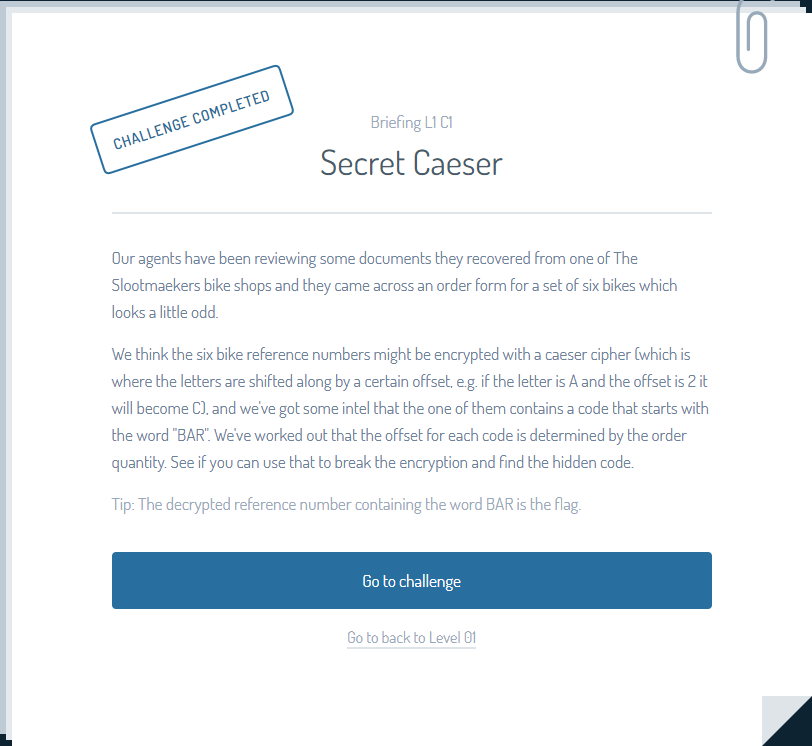 CHALLENGE COMPLETED
Briefing L1 C1
Secret Caeser
Our agents have been reviewing some documents they recovered from one of The
Slootmaekers bike shops and they came across an order form for a set of six bikes which
looks a little odd.
We think the six bike reference numbers might be encrypted with a caeser cipher (which is
where the letters are shifted along by a certain offset, e.g. if the letter is A and the offset is 2 it
will become C), and we've got some intel that the one of them contains a code that starts with
the word "BAR". We've worked out that the offset for each code is determined by the order
quantity. See if you can use that to break the encryption and find the hidden code.
Tip: The decrypted reference number containing the word BAR is the flag.
Go to challenge
Go to back to Level 01